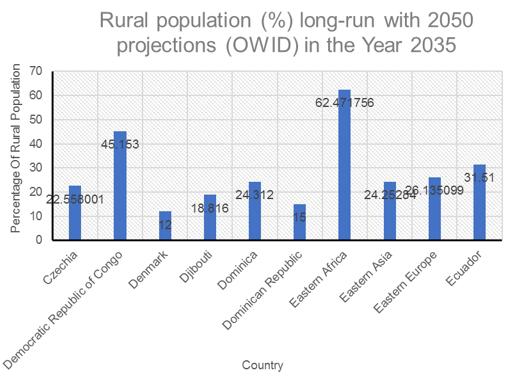 Rural population (%) long-run with 2050
projections (OWID) in the Year 2035
Percentage Of Rural Population
70
60
50
40
30
20
10
0
22.558001
45.153
12
18.816
24.312
15
62.471756
24.25284
26.135099
31.51
Czechia
Democratic Republic of Congo
Denmark
Djibouti
Dominica
Dominican Republic
Eastern Africa
Eastern Asia
Eastern Europe
Ecuador
Country